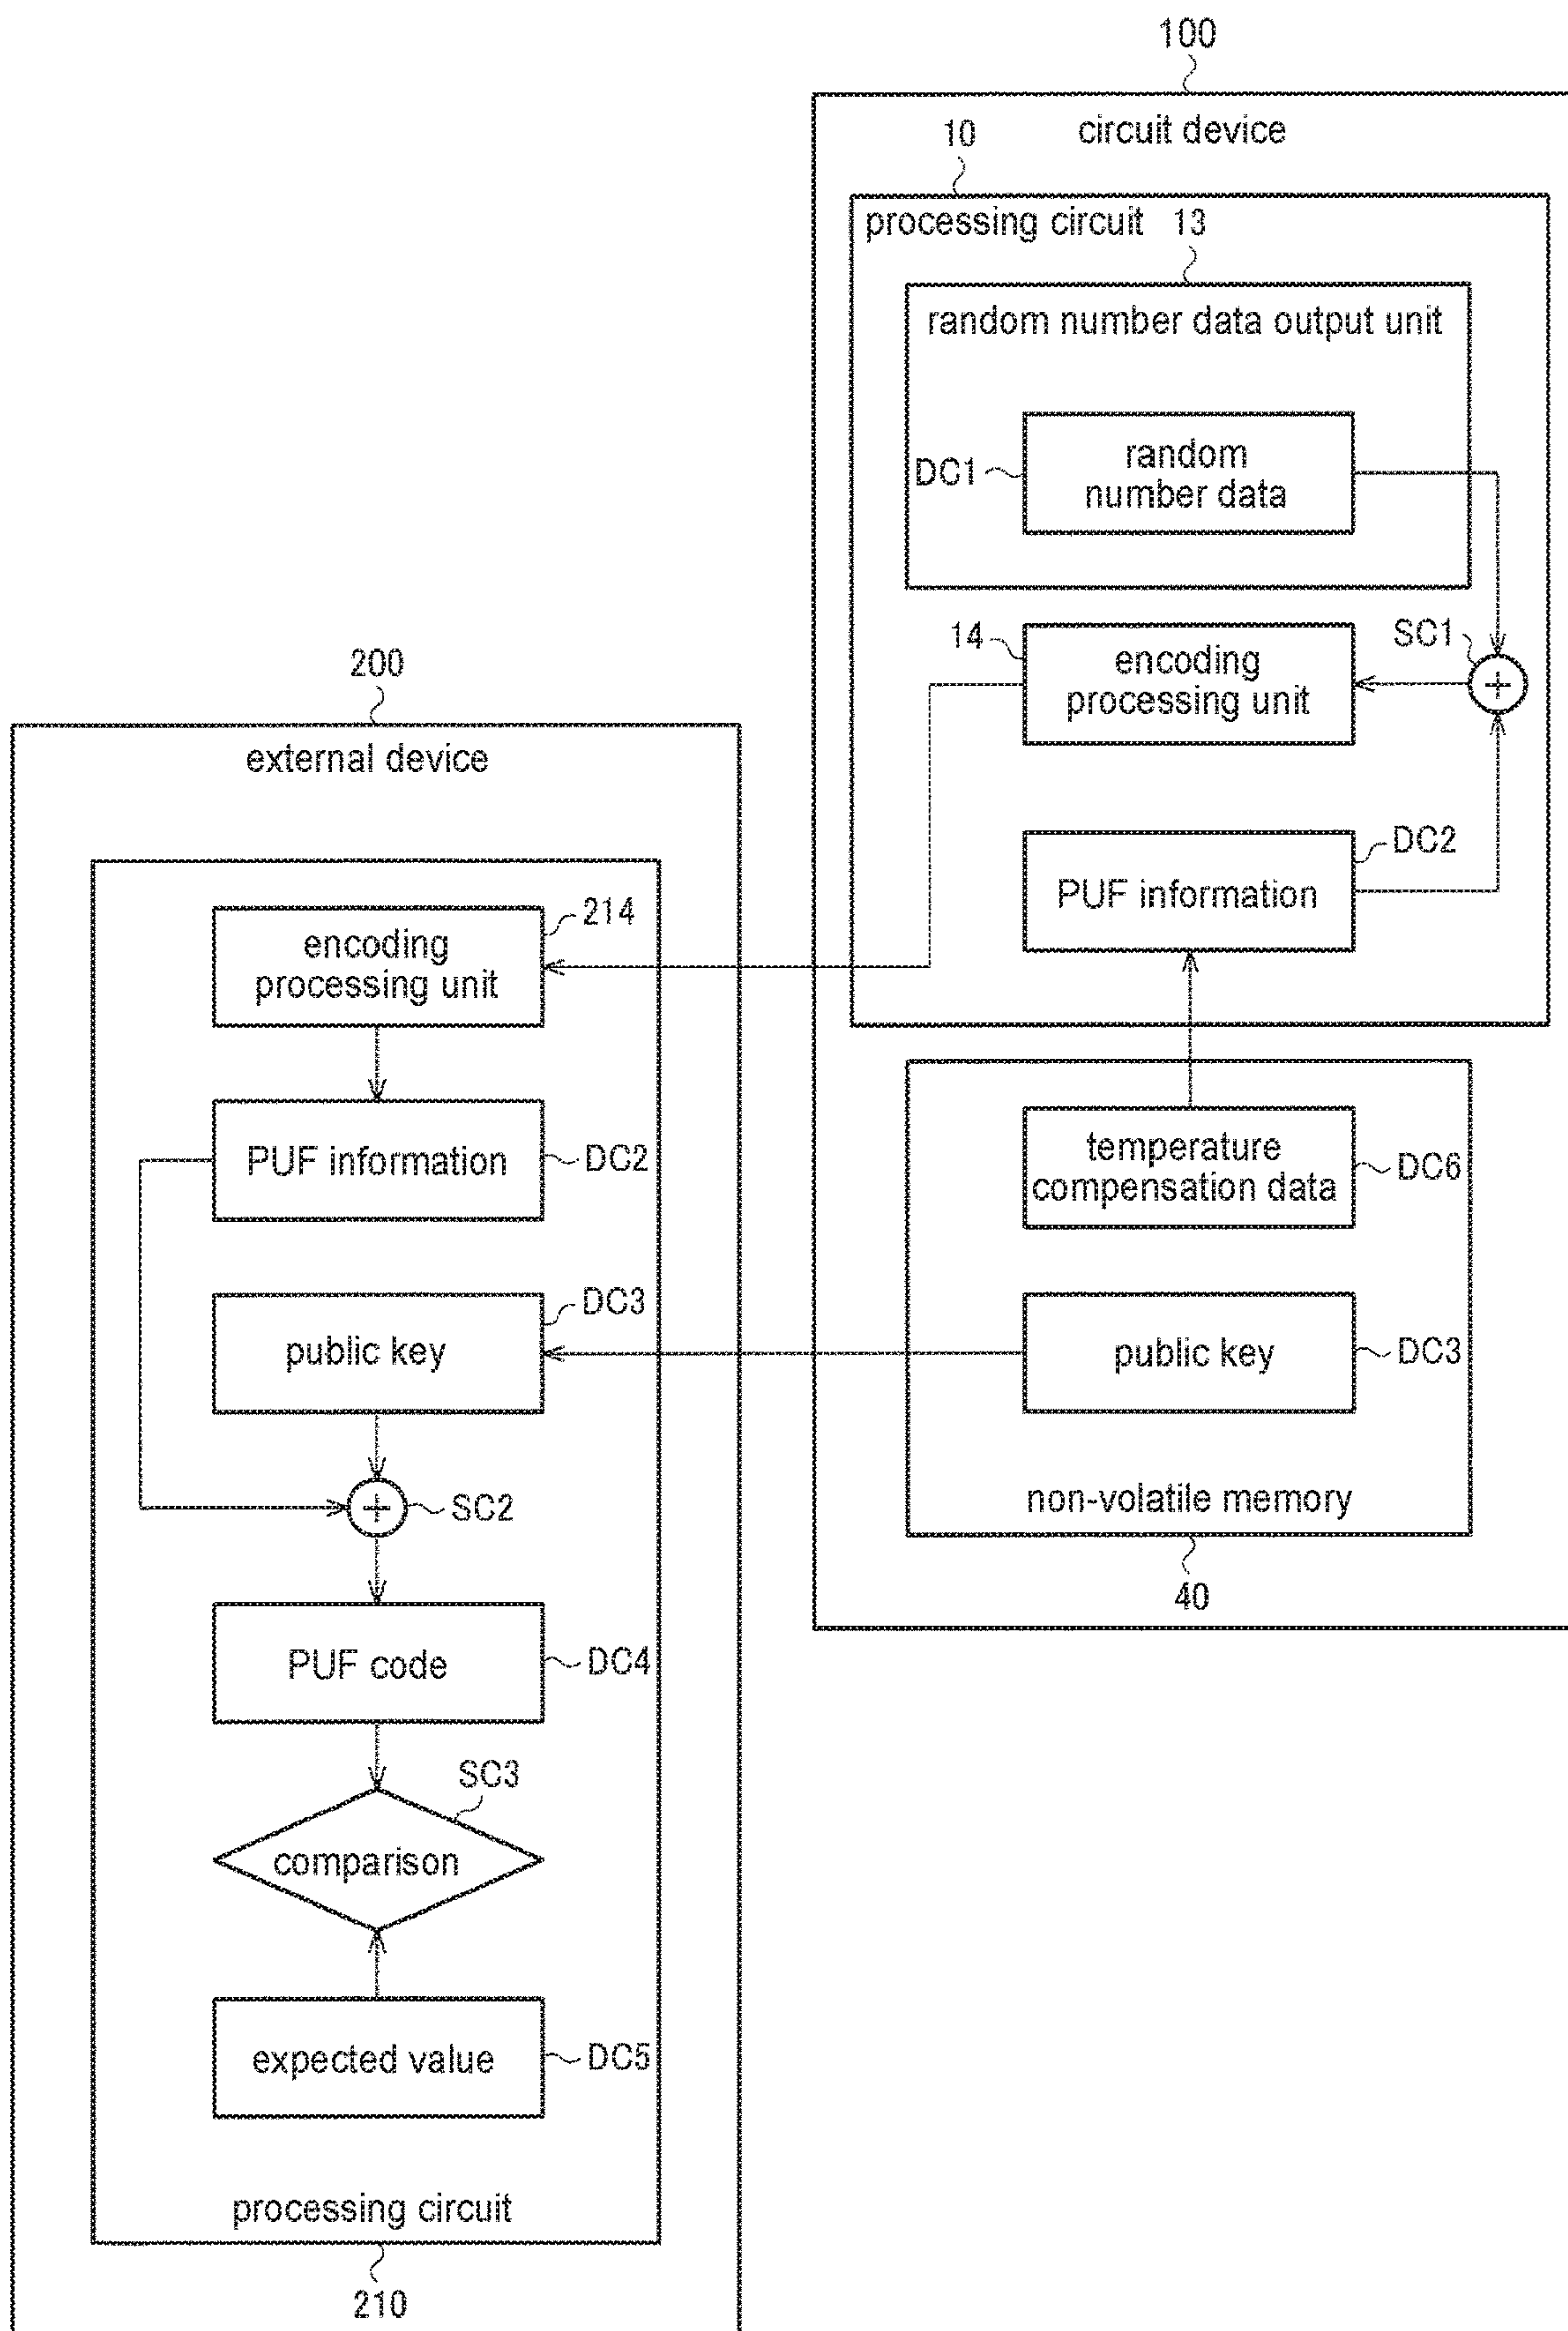 100
circuit device
10
processing circuit
13
random number data output unit
DC1
random
number data
14
encoding
processing unit
SC1
+
DC2
PUF information
temperature
compensation data
DC6
public key
DC3
non-volatile memory
40
200
external device
214
encoding
processing unit
PUF information
DC2
DC3
public key
+
SC2
PUF code
DC4
SC3
comparison
expected value
DC5
processing circuit
210